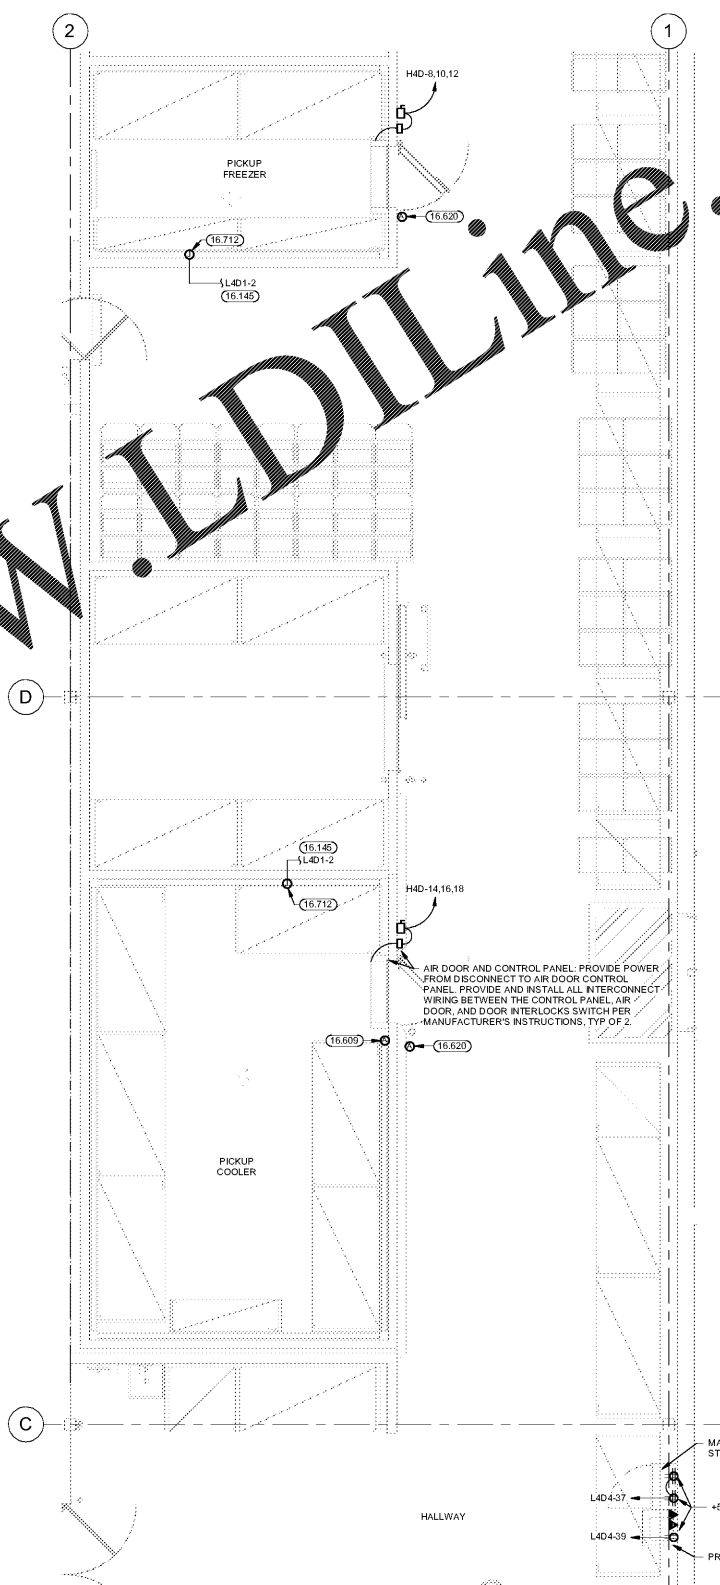 2
1
H4D-8,10,12
PICKUP
FREEZER
16.620
16.712
L4D1-2
16.145
W.LDILine.
D
16.145
L4D1-2
16.712
H4D-14,16,18
AIR DOOR AND CONTROL PANEL: PROVIDE POWER
FROM DISCONNECT TO AIR DOOR CONTROL
PANEL. PROVIDE AND INSTALL ALL INTERCONNECT
WIRING BETWEEN THE CONTROL PANEL, AIR
DOOR, AND DOOR INTERLOCKS SWITCH PER
MANUFACTURER'S INSTRUCTIONS, TYP OF 2.
16.609
16.620
PICKUP
COOLER
C
MA
ST
L4D4-37
+5
HALLWAY
L4D4-39
PR